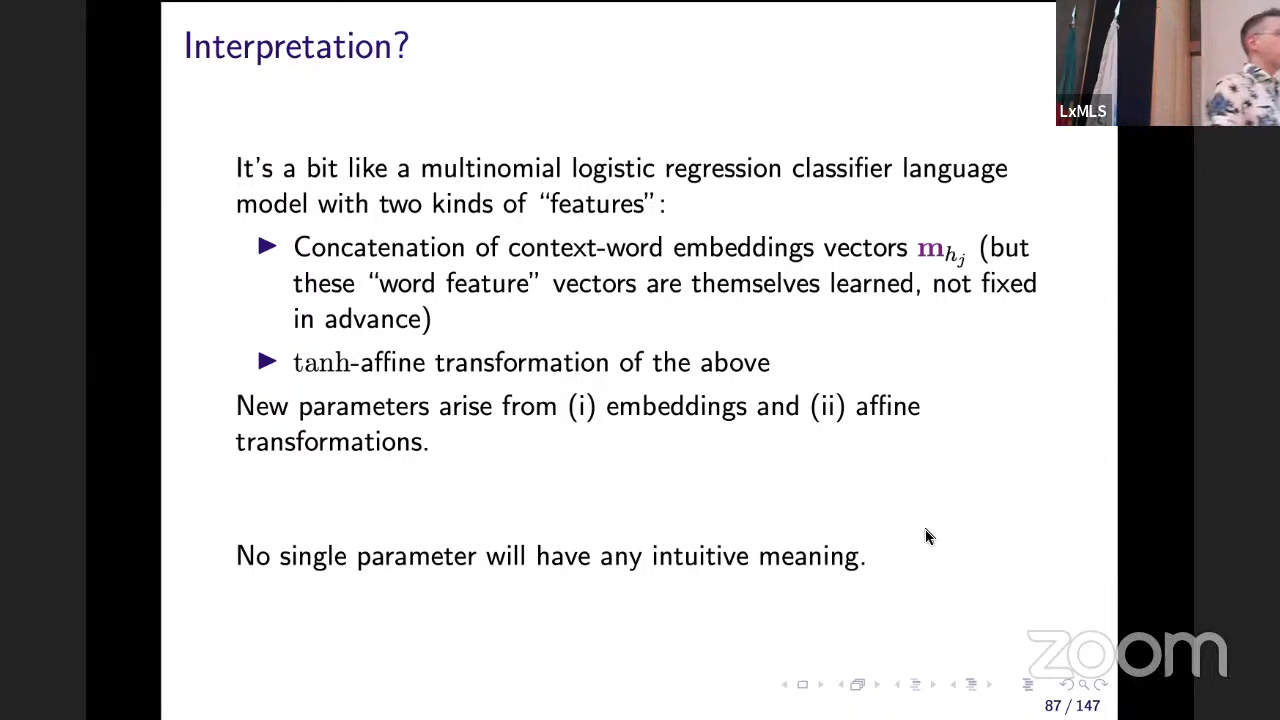 Interpretation?
LxMLS
It's a bit like a multinomial logistic regression classifier language
model with two kinds of “features”:
▶ Concatenation of context-word embeddings vectors m_{h_j} (but
these “word feature” vectors are themselves learned, not fixed
in advance)
▶ tanh-affine transformation of the above
New parameters arise from (i) embeddings and (ii) affine
transformations.
No single parameter will have any intuitive meaning.
zoom
87 / 147